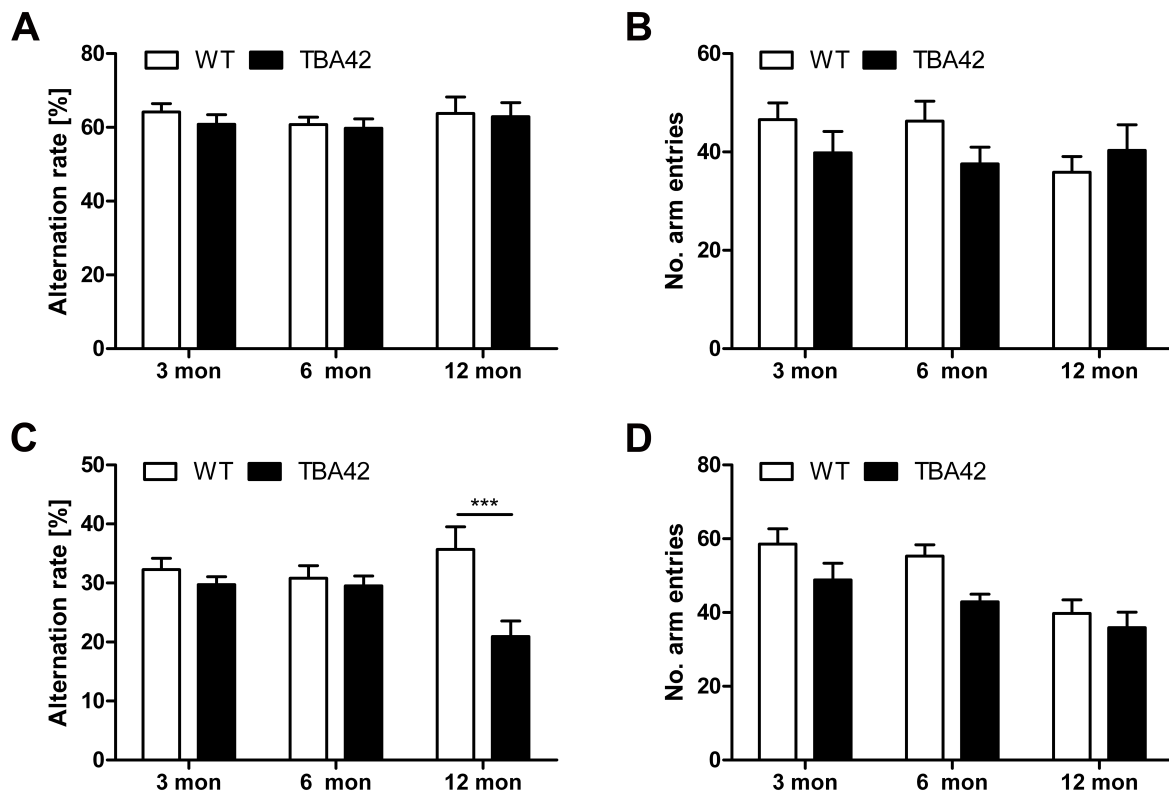 A
WT TBA42
Alternation rate [%]
80
60
40
20
0
3 mon 6 mon 12 mon
B
WT TBA42
No. arm entries
60
40
20
0
3 mon 6 mon 12 mon
C
WT TBA42
Alternation rate [%]
50
40
30
20
10
0
***
3 mon 6 mon 12 mon
D
WT TBA42
No. arm entries
80
60
40
20
0
3 mon 6 mon 12 mon